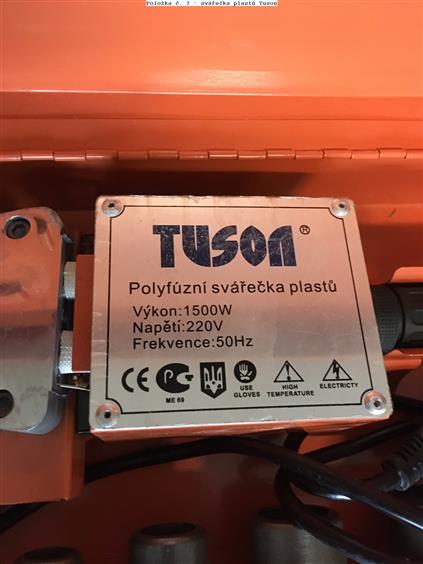 Položka č. 7 - svářečka plastů Tuson
TUSON ®
Polyfúzní svářečka plastů
Výkon:1500W
Napětí:220V
Frekvence:50Hz
CE
ME 69
USE GLOVES
HIGH TEMPERATURE
ELECTRICTY